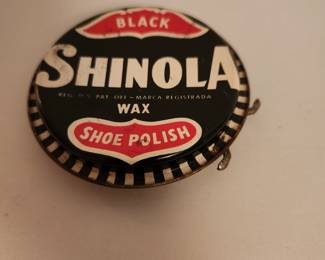 BLACK
SHINOLA
REG. U.S. PAT. OFF.-MARCA REGISTRADA
WAX
SHOE POLISH